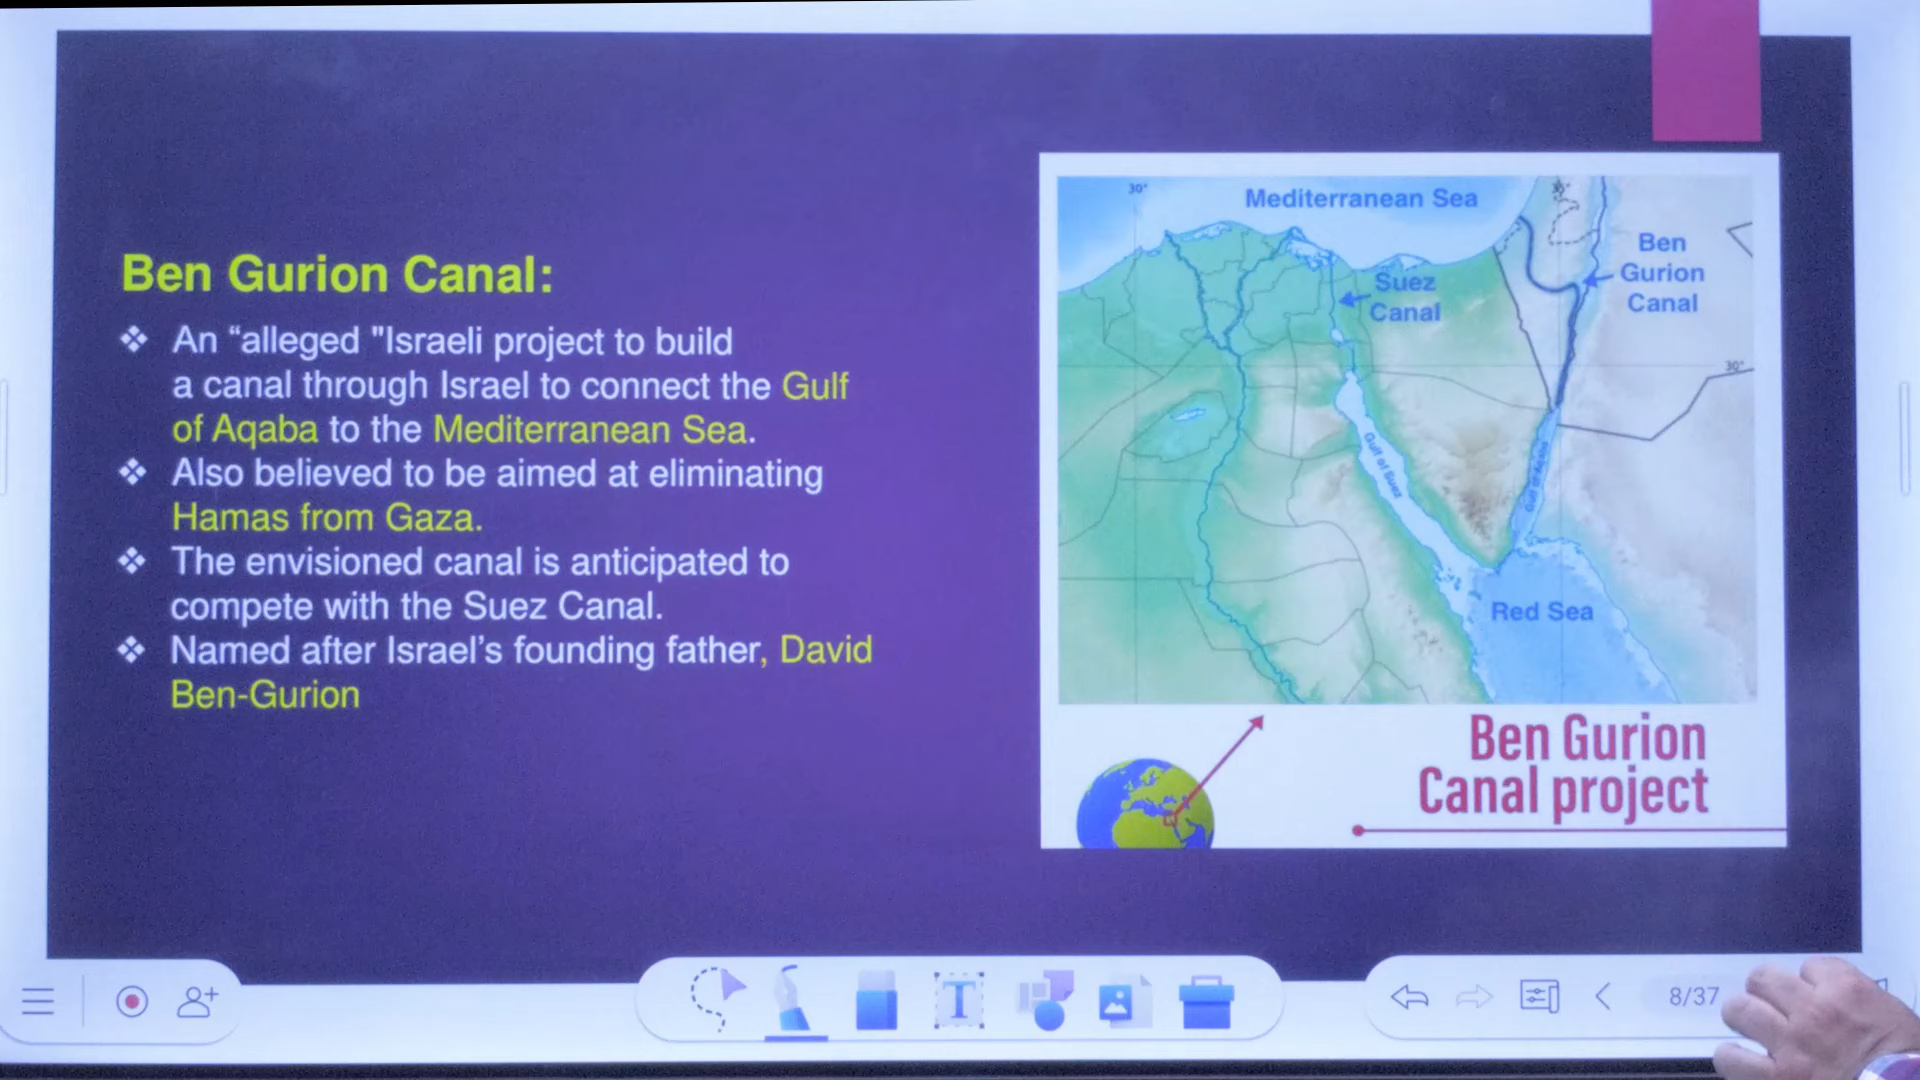 Ben Gurion Canal:
❖ An “alleged "Israeli project to build
a canal through Israel to connect the Gulf
of Aqaba to the Mediterranean Sea.
❖ Also believed to be aimed at eliminating
Hamas from Gaza.
❖ The envisioned canal is anticipated to
compete with the Suez Canal.
❖ Named after Israel’s founding father, David
Ben-Gurion
30°
Mediterranean Sea
Ben
Gurion
Canal
Suez
Canal
30°
Gulf of Suez
Gulf of Aqaba
Red Sea
Ben Gurion
Canal project
T
8/37